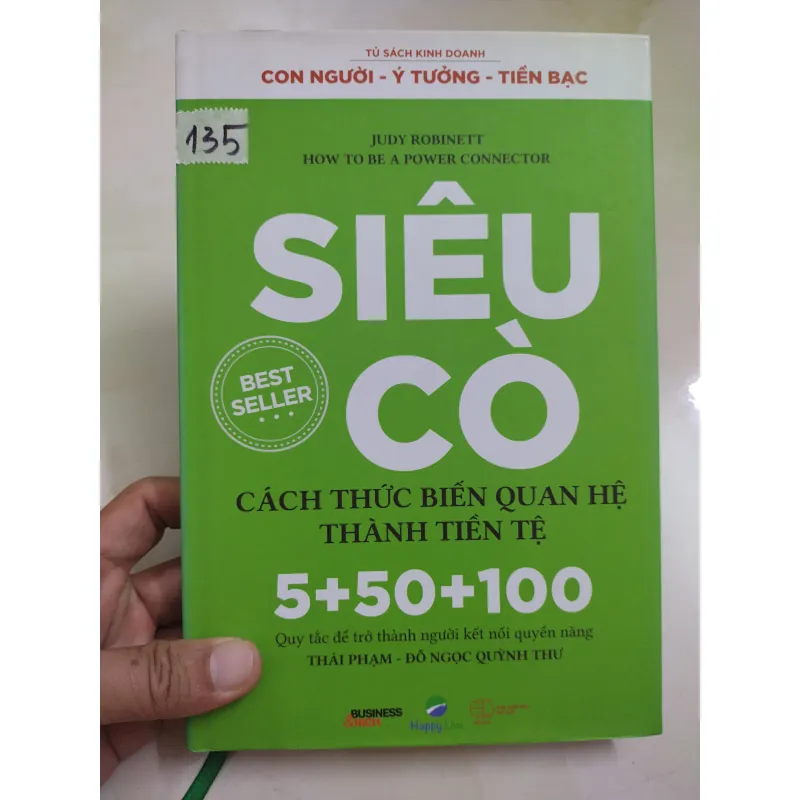 TỦ SÁCH KINH DOANH
CON NGƯỜI - Ý TƯỞNG - TIỀN BẠC
135
JUDY ROBINETT
HOW TO BE A POWER CONNECTOR
SIÊU
CÒ
BEST
SELLER
CÁCH THỨC BIẾN QUAN HỆ
THÀNH TIỀN TỆ
5+50+100
Quy tắc để trở thành người kết nối quyền năng
THÁI PHẠM - ĐỖ NGỌC QUỲNH THƯ
BUSINESS
Happy Live